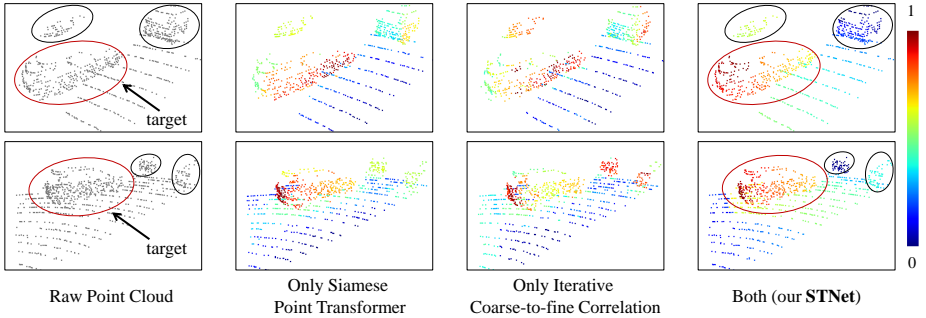 1
target
target
0
Raw Point Cloud
Only Siamese
Point Transformer
Only Iterative
Coarse-to-fine Correlation
Both (our STNet)